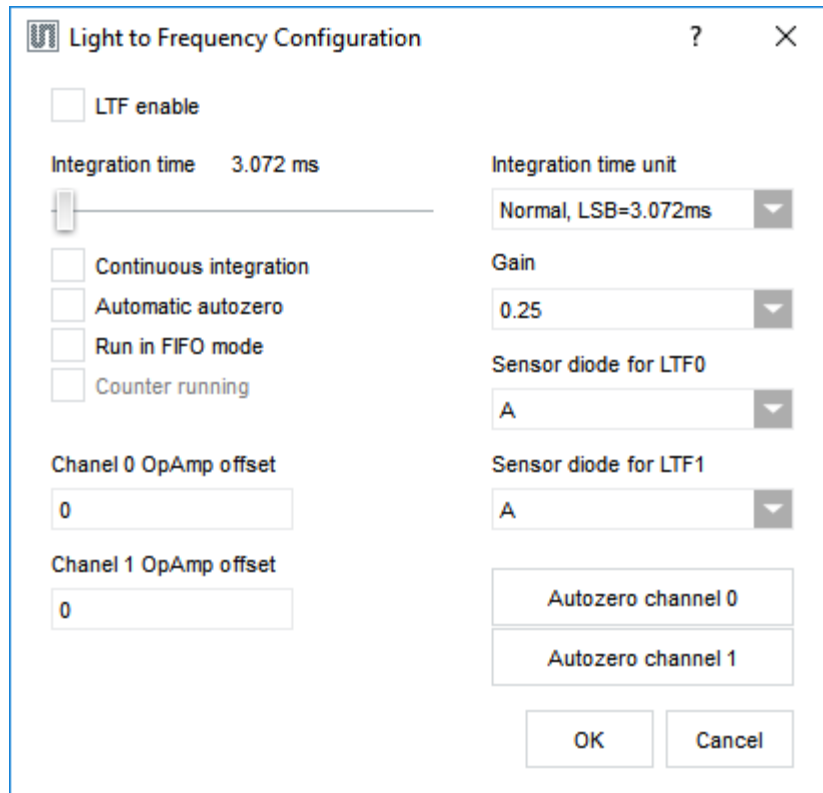 Light to Frequency Configuration
LTF enable
Integration time 3.072 ms
Continuous integration
Automatic autozero
Run in FIFO mode
Counter running
Chanel 0 OpAmp offset
0
Chanel 1 OpAmp offset
0
Integration time unit
Normal, LSB=3.072ms
Gain
0.25
Sensor diode for LTF0
A
Sensor diode for LTF1
A
Autozero channel 0
Autozero channel 1
OK Cancel